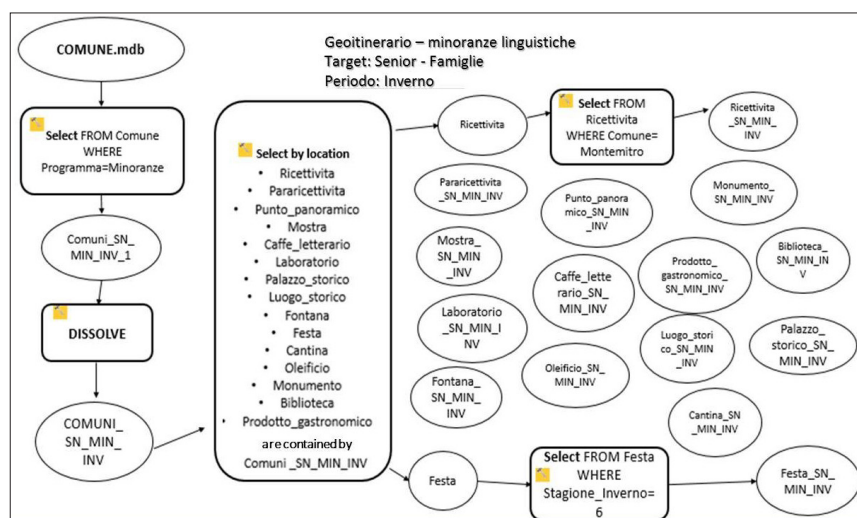 COMUNE.mdb
Select FROM Comune
WHERE
Programma=Minoranze
Comuni_SN_
MIN_INV_1
DISSOLVE
COMUNI_
SN_MIN_
INV
Geoitinerario – minoranze linguistiche
Target: Senior - Famiglie
Periodo: Inverno
Select by location
• Ricettivita
• Pararicettivita
• Punto_panoramico
• Mostra
• Caffe_letterario
• Laboratorio
• Palazzo_storico
• Luogo_storico
• Fontana
• Festa
• Cantina
• Oleificio
• Monumento
• Biblioteca
• Prodotto_gastronomico
are contained by
Comuni _SN_MIN_INV
Ricettivita
Select FROM
Ricettivita
WHERE Comune=
Montemitro
Ricettivita
_SN_MIN_
INV
Pararicettivita
_SN_MIN_INV
Punto_panora
mico_SN_MIN
_INV
Monumento_
SN_MIN_INV
Mostra_
SN_MIN
_INV
Caffe_lette
rario_SN_
MIN_INV
Prodotto_g
astronomico
_SN_MIN_INV
Biblioteca_
SN_MIN_IN
V
Laboratorio
_SN_MIN_I
NV
Luogo_stori
co_SN_MIN
_INV
Palazzo_
storico_SN_
MIN_INV
Fontana_
SN_MIN_
INV
Oleificio_SN_
MIN_INV
Cantina_SN
_MIN_INV
Festa
Select FROM Festa
WHERE
Stagione_Inverno=
6
Festa_SN_
MIN_INV